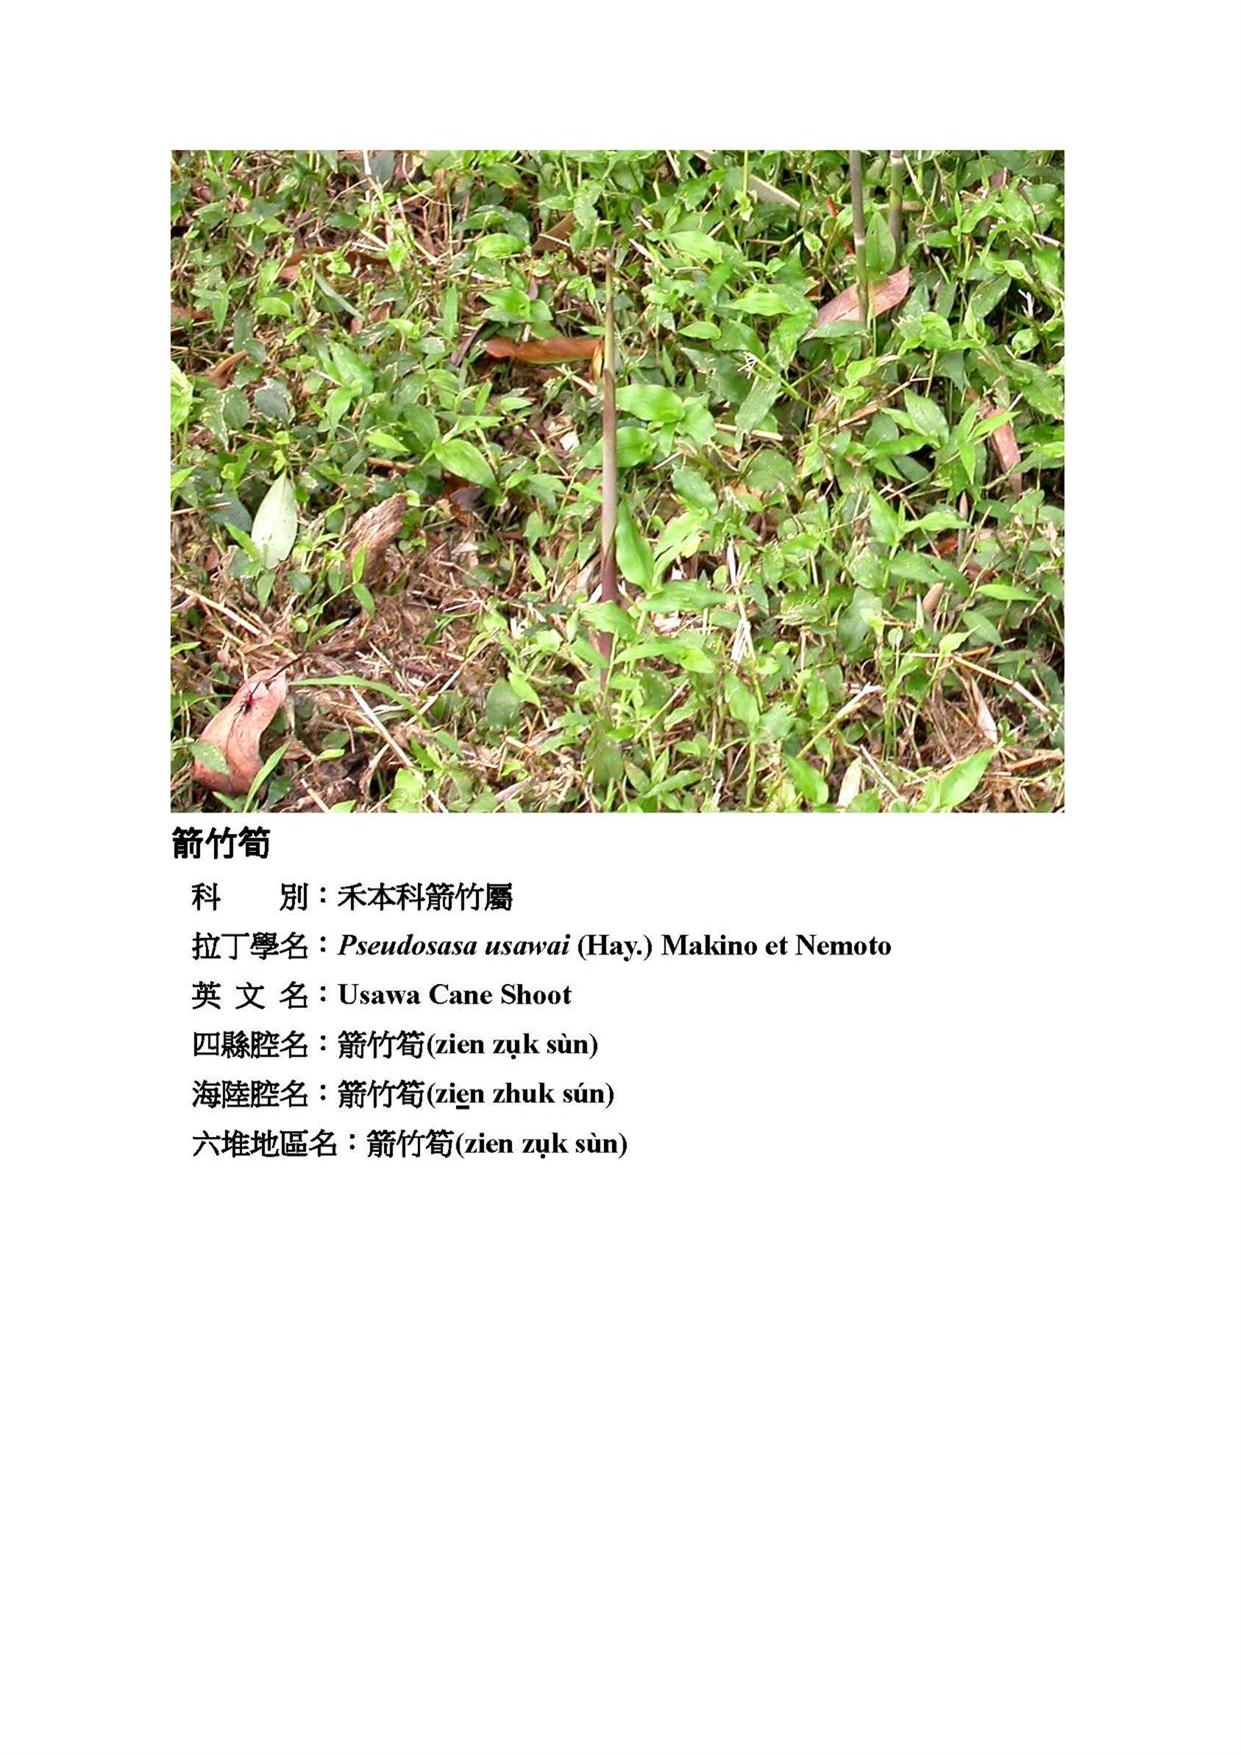 箭竹筍
科　　別：禾本科箭竹屬
拉丁學名：Pseudosasa usawai (Hay.) Makino et Nemoto
英 文 名：Usawa Cane Shoot
四縣腔名：箭竹筍(zien zụk sùn)
海陸腔名：箭竹筍(zie̲n zhuk sún)
六堆地區名：箭竹筍(zien zụk sùn)